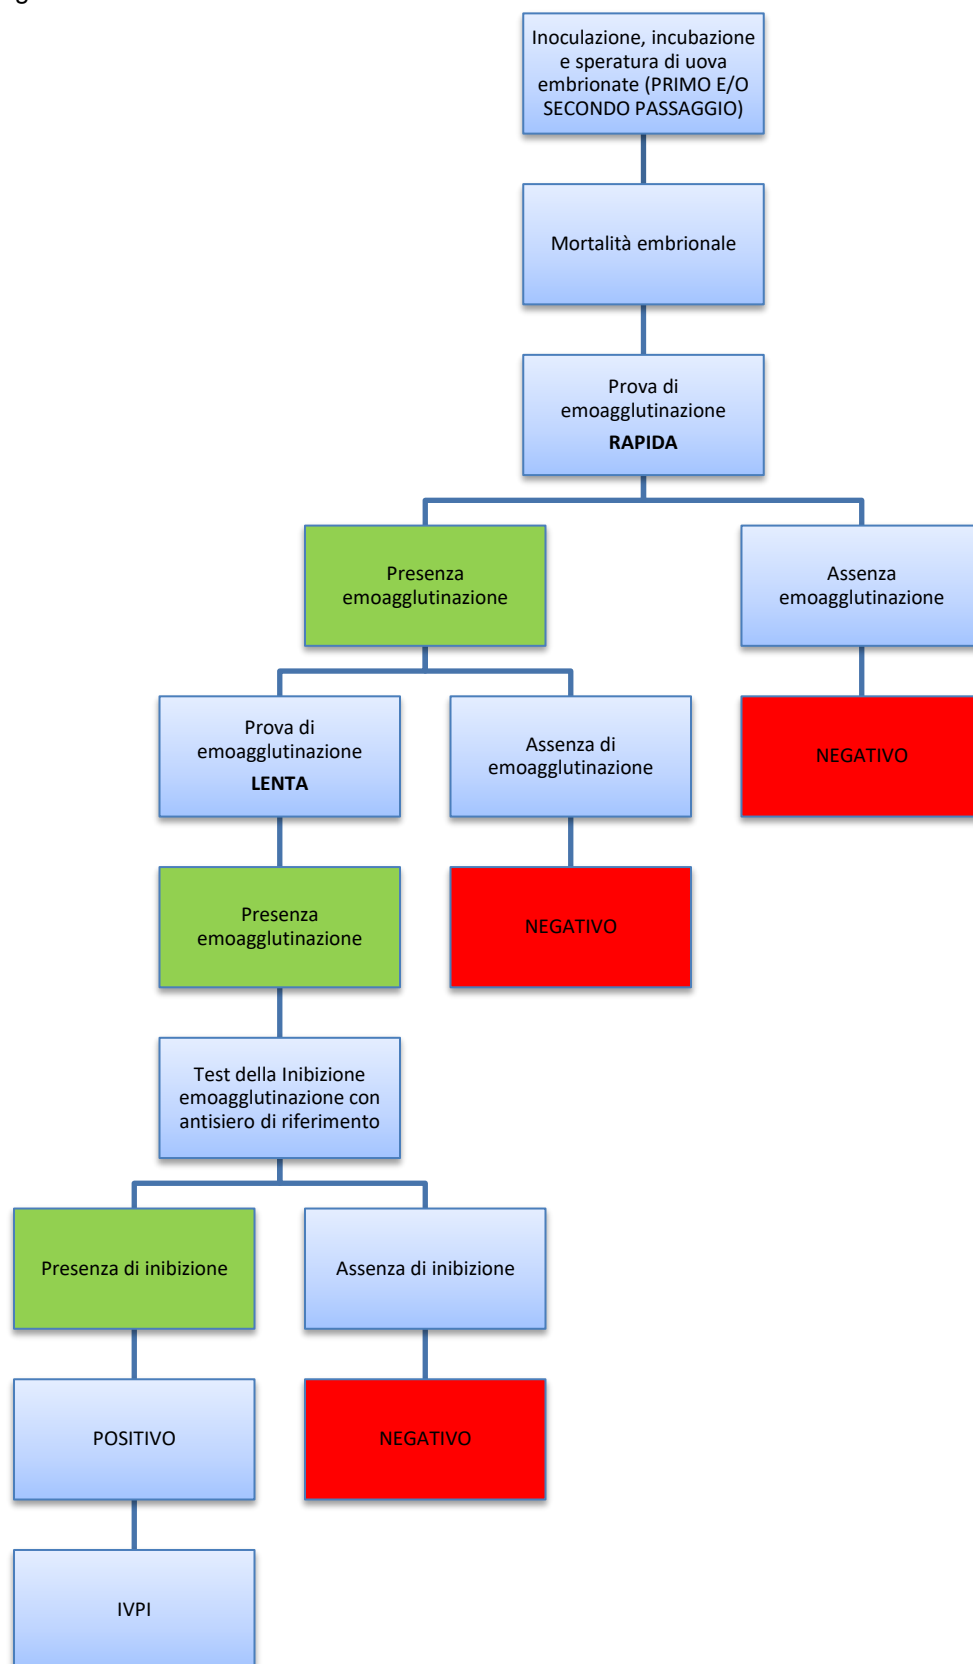 g
Inoculazione, incubazione
e speratura di uova
embrionate (PRIMO E/O
SECONDO PASSAGGIO)
Mortalità embrionale
Prova di
emoagglutinazione
RAPIDA
Presenza
emoagglutinazione
Assenza
emoagglutinazione
Prova di
emoagglutinazione
LENTA
Assenza di
emoagglutinazione
NEGATIVO
Presenza
emoagglutinazione
NEGATIVO
Test della Inibizione
emoagglutinazione con
antisiero di riferimento
Presenza di inibizione
Assenza di inibizione
POSITIVO
NEGATIVO
IVPI